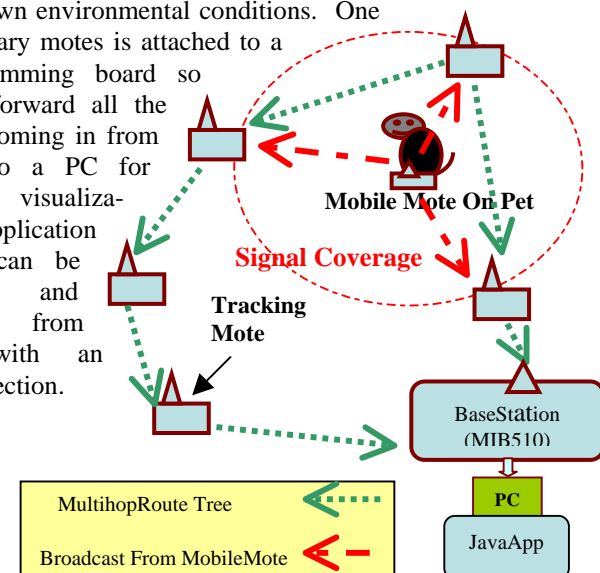 wn environmental conditions. One
ary motes is attached to a
mming board so
orward all the
oming in from
o a PC for
visualiza-
pplication
can be
and
from
with an
ection.
Mobile Mote On Pet
Signal Coverage
Tracking
Mote
BaseStation
(MIB510)
PC
JavaApp
MultihopRoute Tree
Broadcast From MobileMote